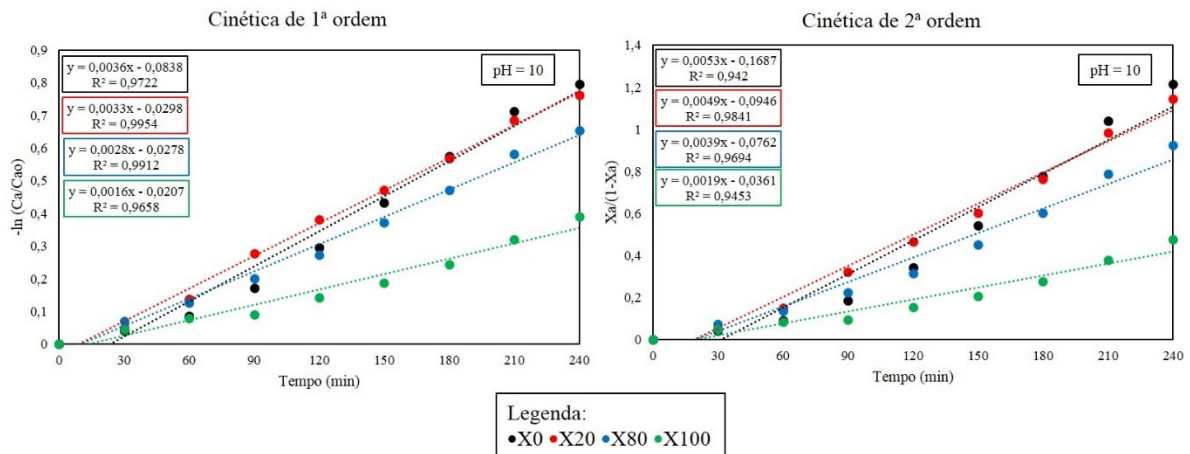 Cinética de 1ª ordem
0,9
0,8
0,7
0,6
0,5
0,4
0,3
0,2
0,1
0
-ln (Ca/Cao)
y = 0,0036x - 0,0838
R² = 0,9722
y = 0,0033x - 0,0298
R² = 0,9954
y = 0,0028x - 0,0278
R² = 0,9912
y = 0,0016x - 0,0207
R² = 0,9658
pH = 10
0 30 60 90 120 150 180 210 240
Tempo (min)
Cinética de 2ª ordem
1,4
1,2
1
0,8
0,6
0,4
0,2
0
Xa/(1-Xa)
y = 0,0053x - 0,1687
R² = 0,942
y = 0,0049x - 0,0946
R² = 0,9841
y = 0,0039x - 0,0762
R² = 0,9694
y = 0,0019x - 0,0361
R² = 0,9453
pH = 10
0 30 60 90 120 150 180 210 240
Tempo (min)
Legenda:
X0 X20 X80 X100